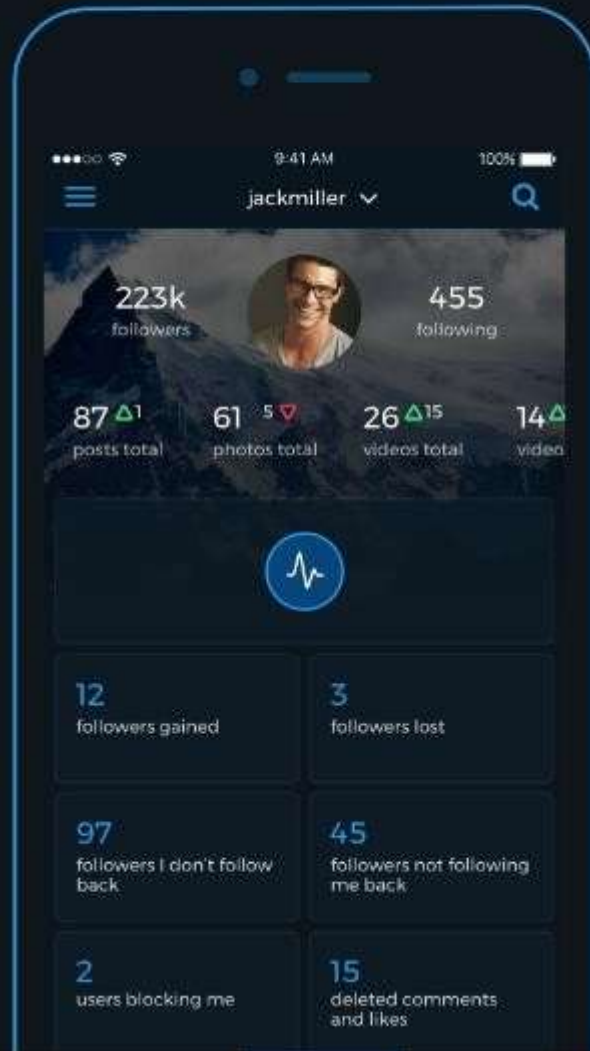 9:41 AM
100%
jackmiller
223k
followers
455
following
87 1
posts total
61 5
photos total
26 15
videos total
14
video
12
followers gained
3
followers lost
97
followers I don't follow
back
45
followers not following
me back
2
users blocking me
15
deleted comments
and likes